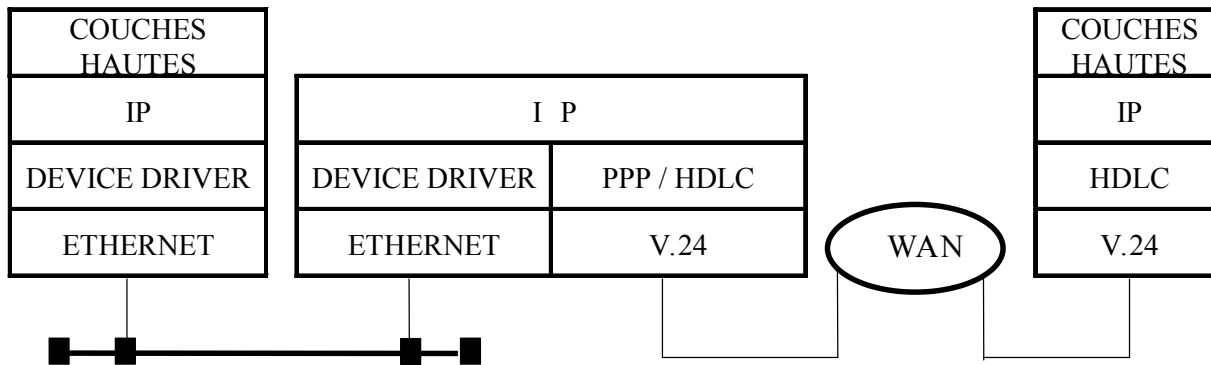 COUCHES
HAUTES
IP
DEVICE DRIVER
ETHERNET
I P
DEVICE DRIVER
PPP / HDLC
ETHERNET
V.24
WAN
COUCHES
HAUTES
IP
HDLC
V.24